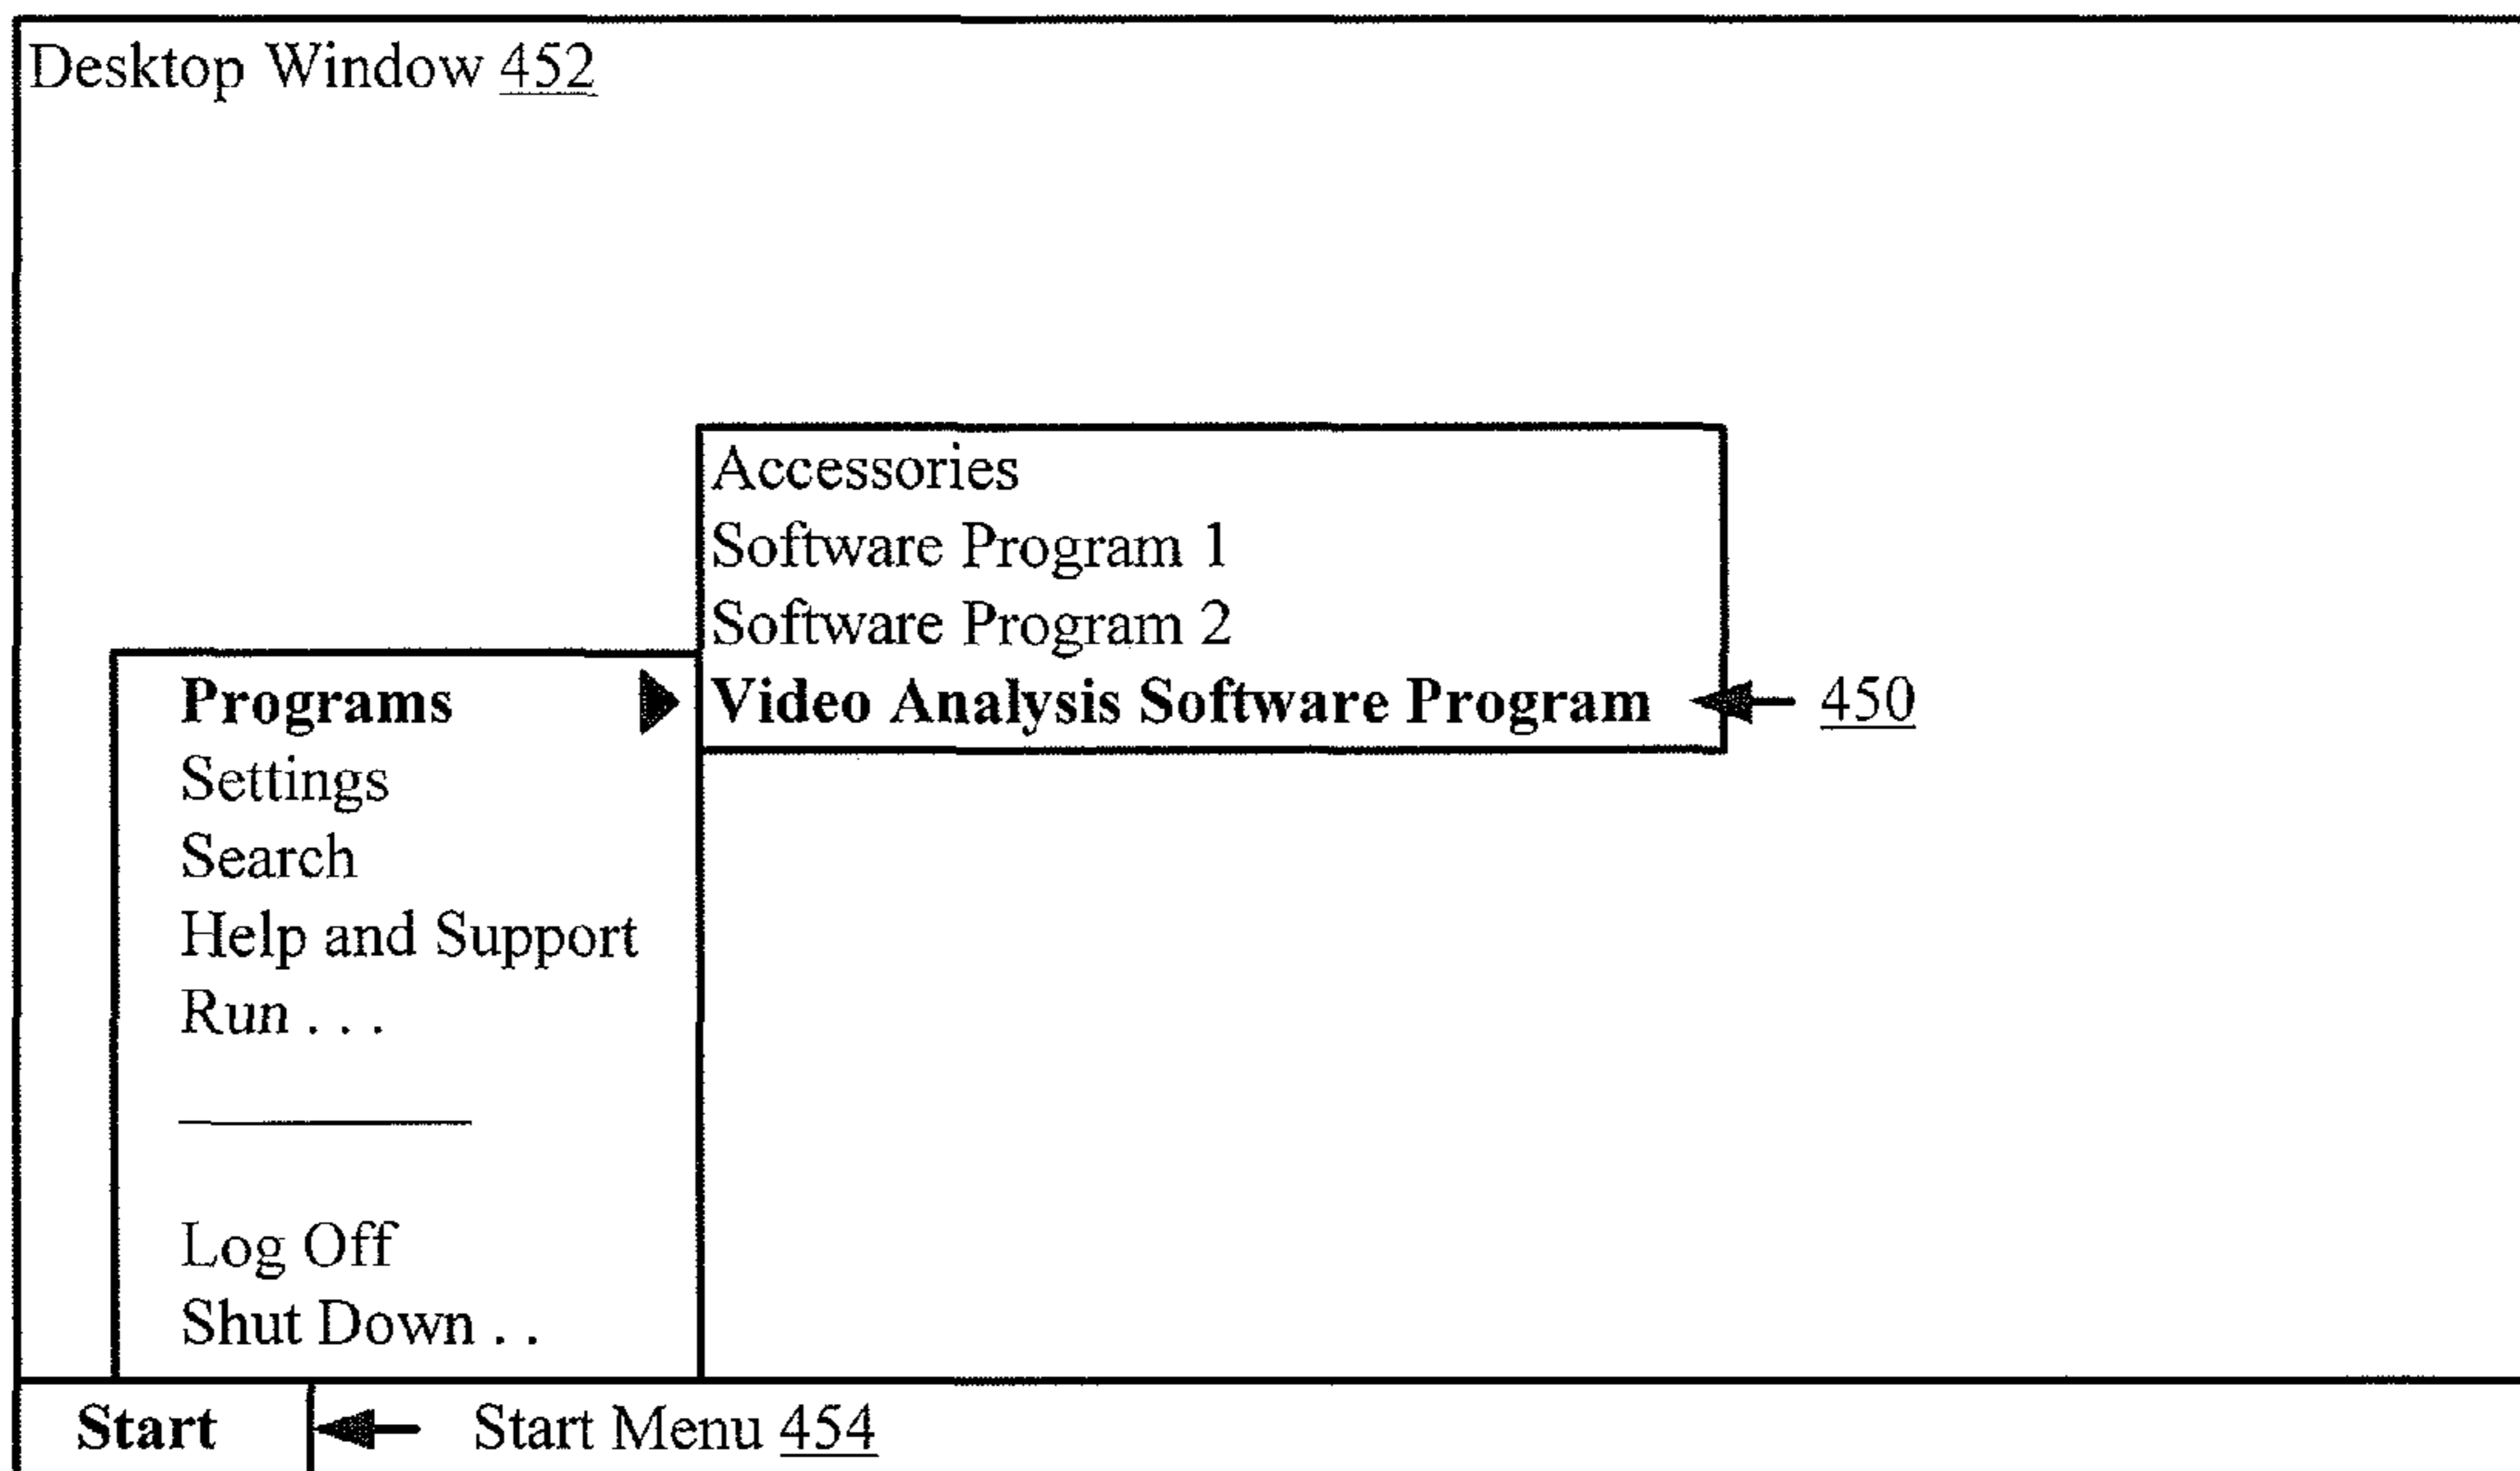 Desktop Window 452
Accessories
Software Program 1
Software Program 2
Programs
Video Analysis Software Program
450
Settings
Search
Help and Support
Run . . .
Log Off
Shut Down . .
Start
Start Menu 454